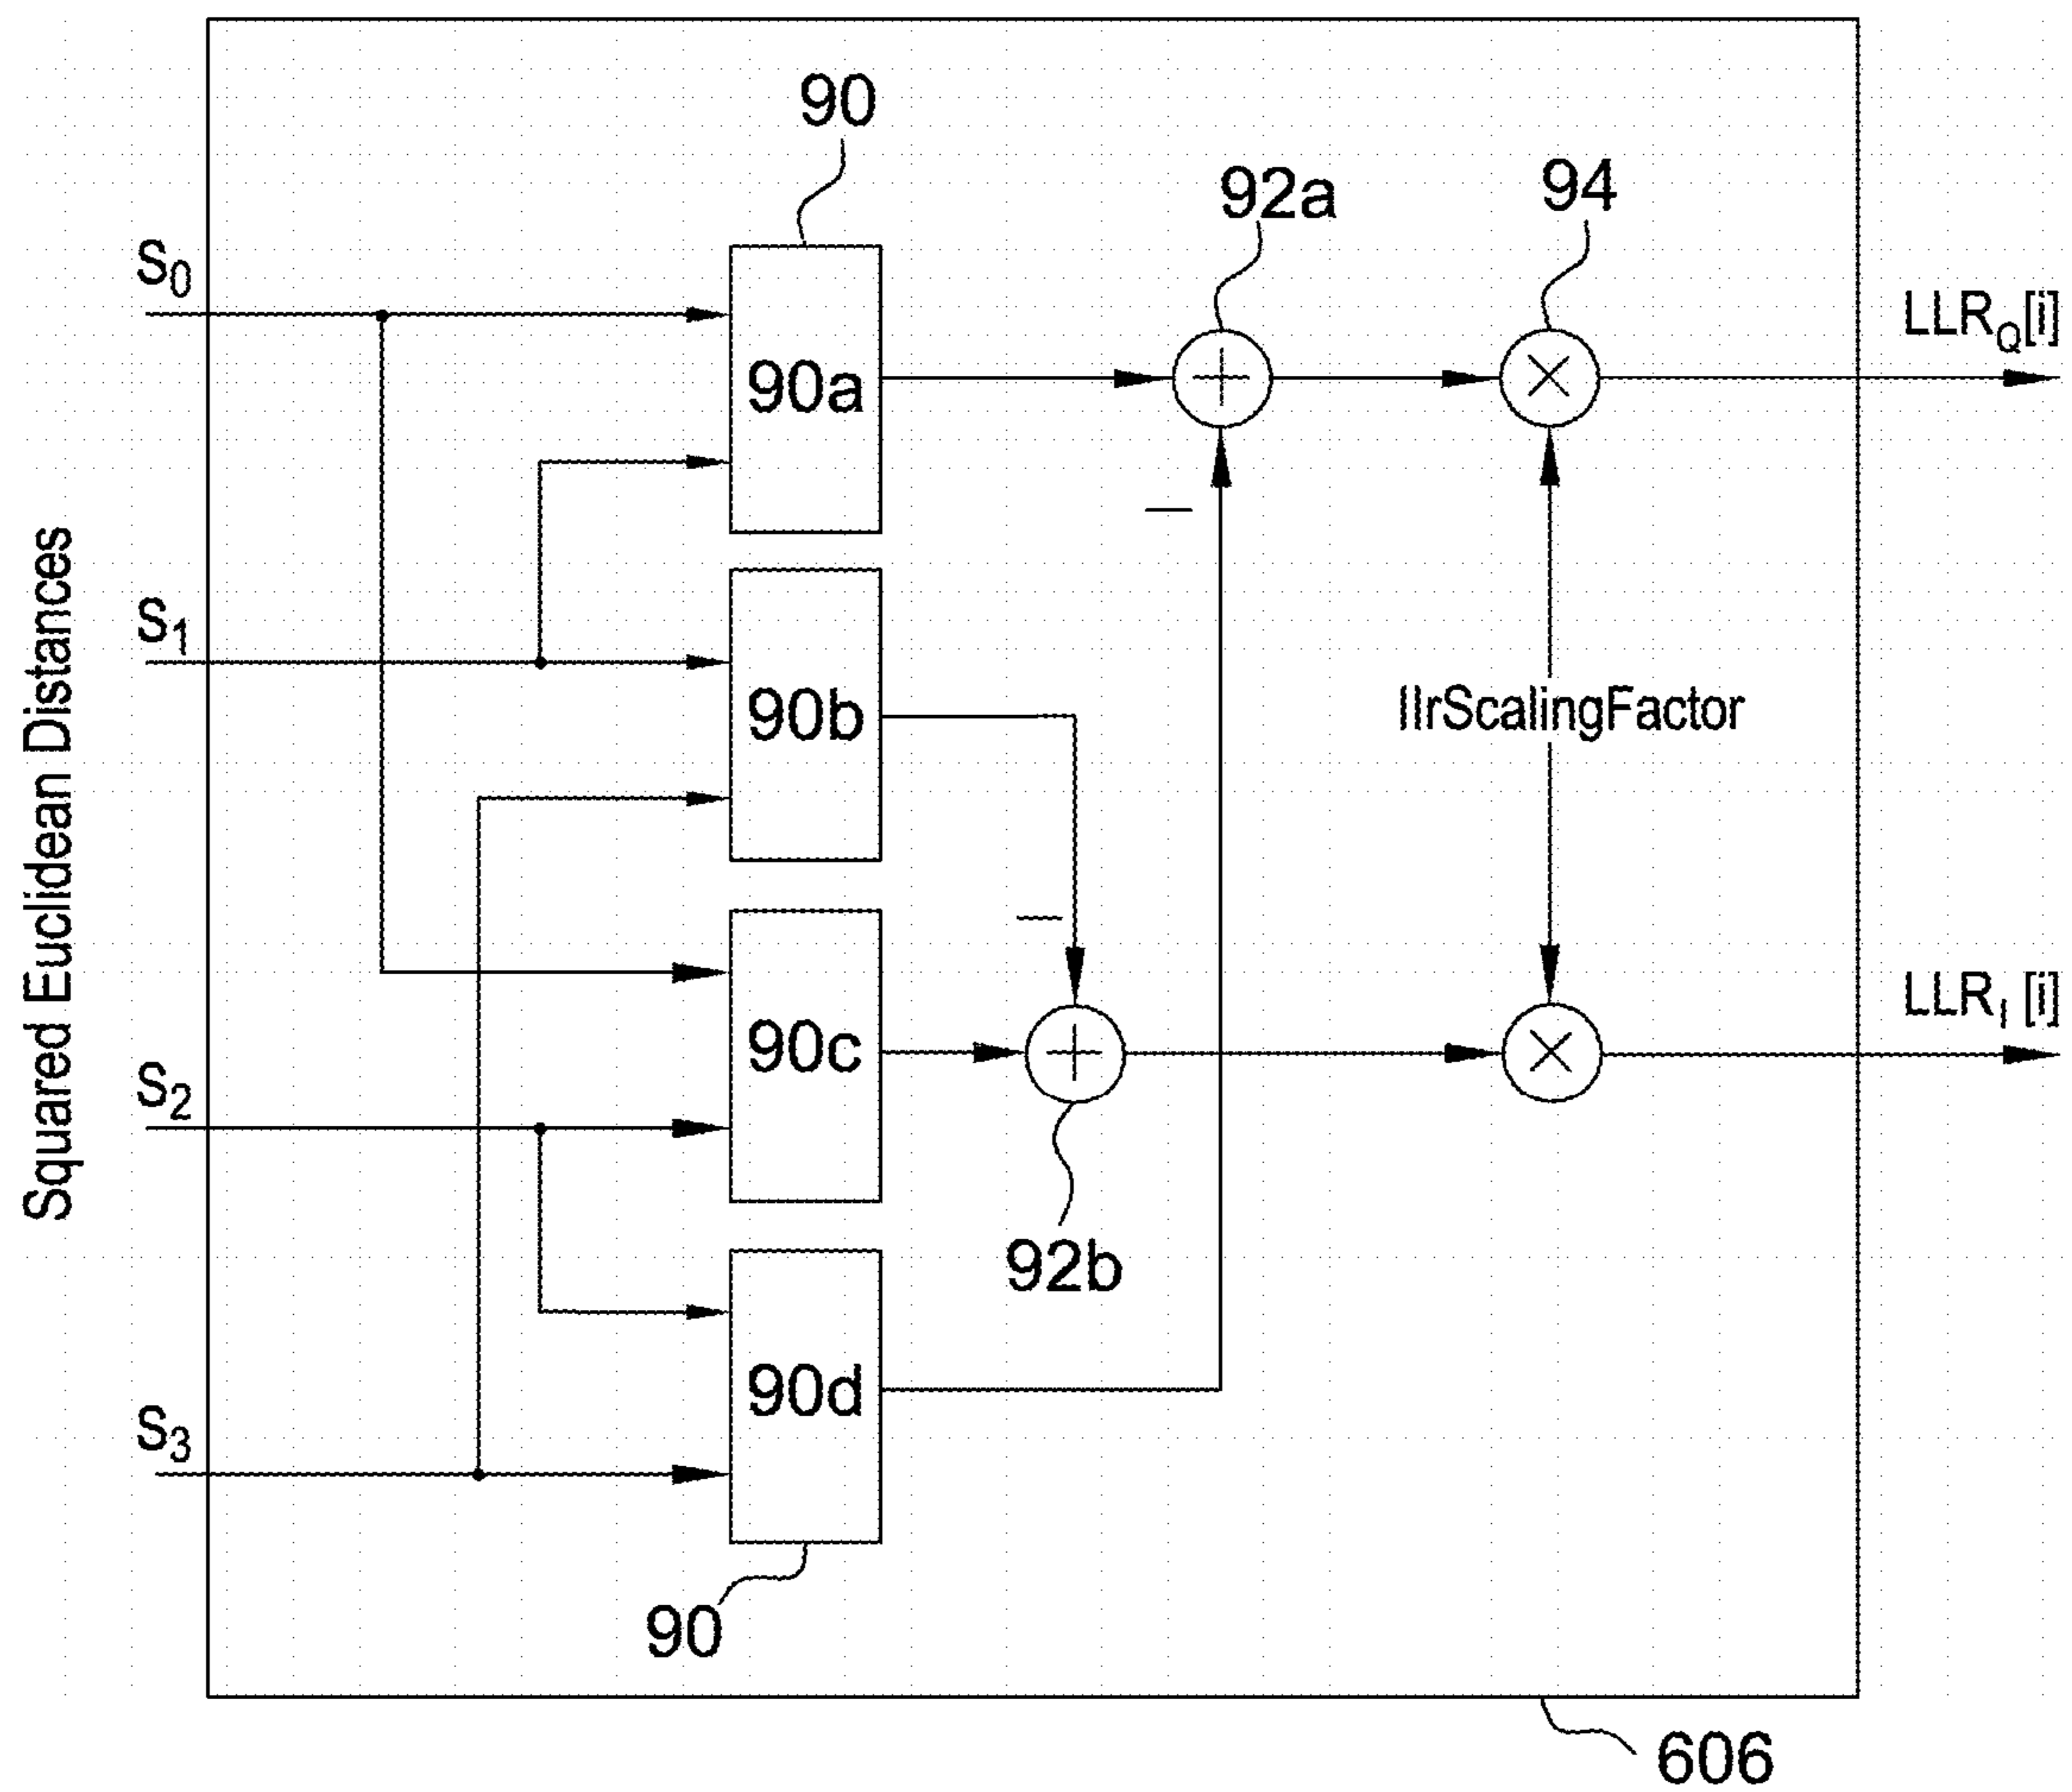 90
92a
94
S0
LLRQ[i]
90a
S1
90b
llrScalingFactor
Squared Euclidean Distances
S2
90c
LLRI [i]
92b
S3
90d
90
606